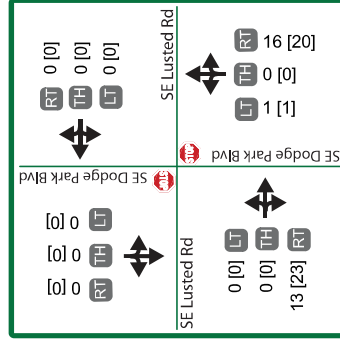 0 [0]
0 [0]
0 [0]
RT
TH
LT
SE Lusted Rd
RT 16 [20]
TH 0 [0]
LT 1 [1]
SE Dodge Park Blvd
STOP
SE Dodge Park Blvd
STOP
LT 0 [0]
TH 0 [0]
RT 0 [0]
SE Lusted Rd
LT
TH
RT
0 [0]
0 [0]
13 [23]